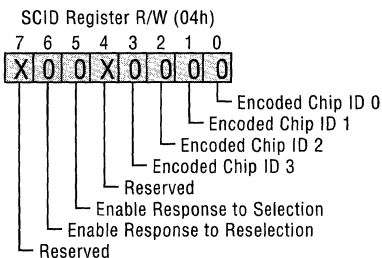 SCID Register R/W (04h)
7 6 5 4 3 2 1 0
X 0 0 X 0 0 0 0
Encoded Chip ID 0
Encoded Chip ID 1
Encoded Chip ID 2
Encoded Chip ID 3
Reserved
Enable Response to Selection
Enable Response to Reselection
Reserved